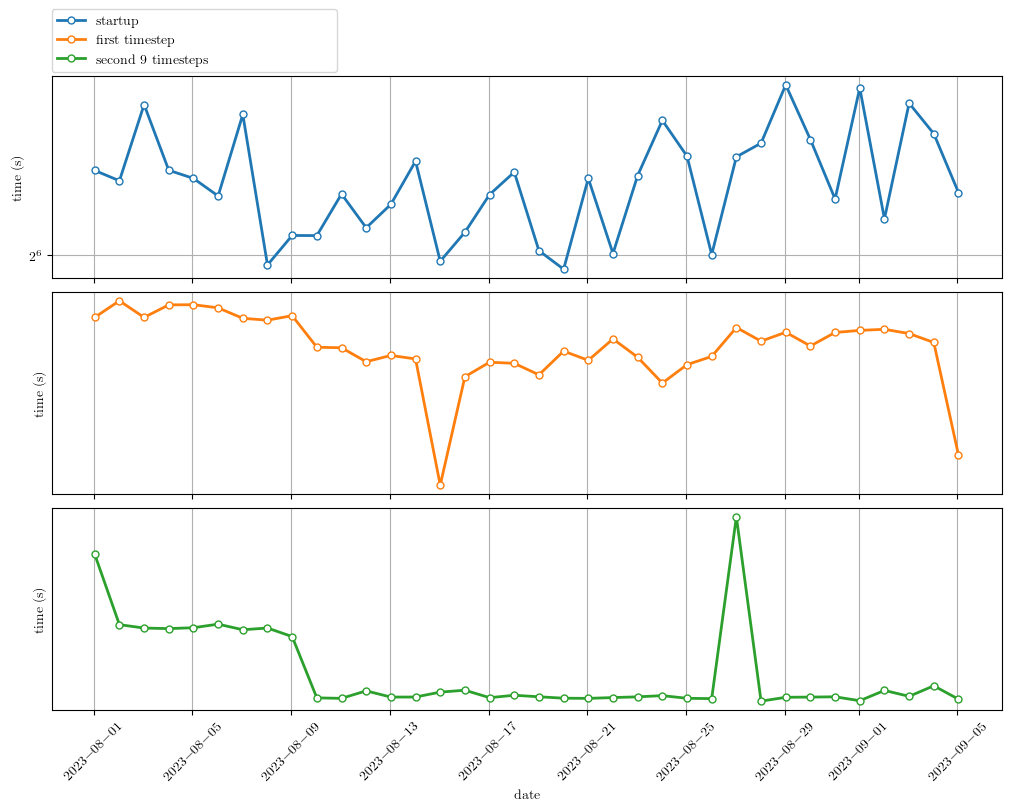 startup
first timestep
second 9 timesteps
time (s)
2⁶
time (s)
time (s)
2023−08−01
2023−08−05
2023−08−09
2023−08−13
2023−08−17
2023−08−21
2023−08−25
2023−08−29
2023−09−01
2023−09−05
date